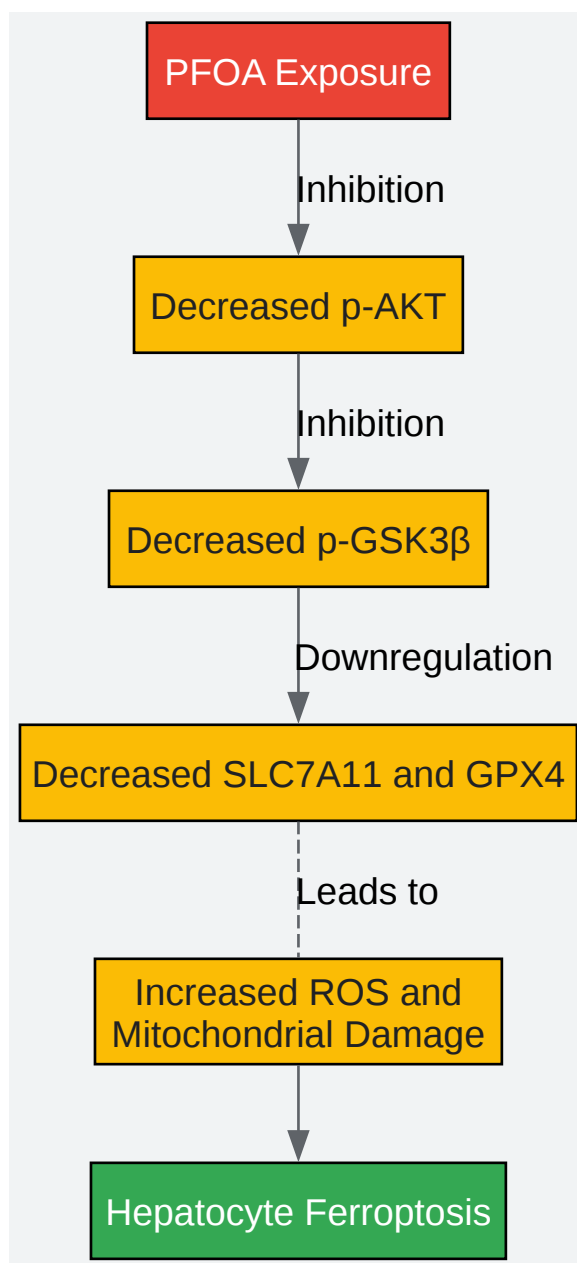 PFOA Exposure
Inhibition
Decreased p-AKT
Inhibition
Decreased p-GSK3β
Downregulation
Decreased SLC7A11 and GPX4
Leads to
Increased ROS and
Mitochondrial Damage
Hepatocyte Ferroptosis